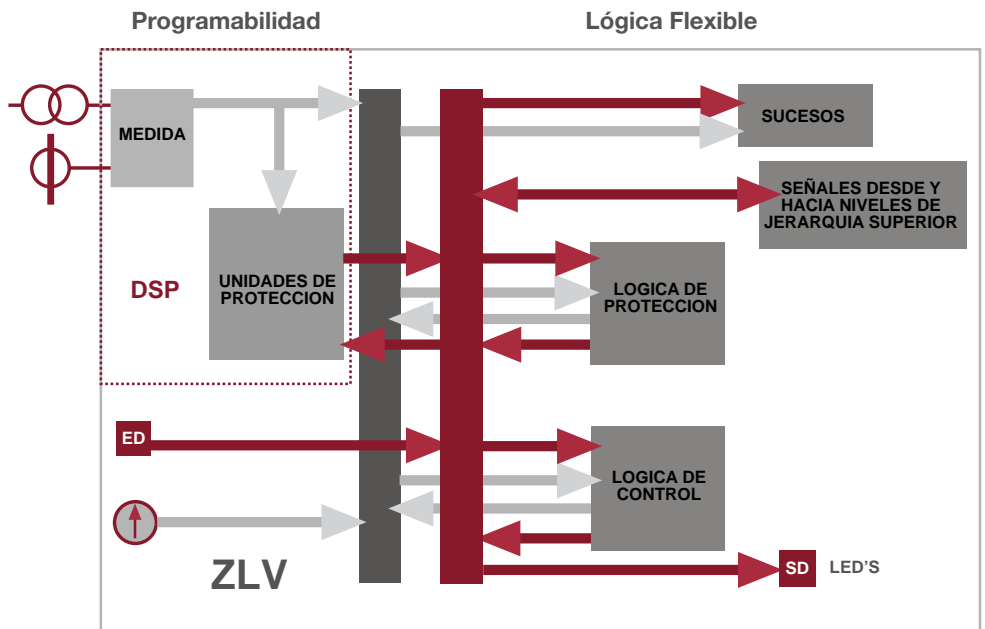 Programabilidad
Lógica Flexible
MEDIDA
SUCESOS
SEÑALES DESDE Y
HACIA NIVELES DE
JERARQUIA SUPERIOR
DSP
UNIDADES DE
PROTECCION
LOGICA DE
PROTECCION
ED
LOGICA DE
CONTROL
ZLV
SD
LED'S